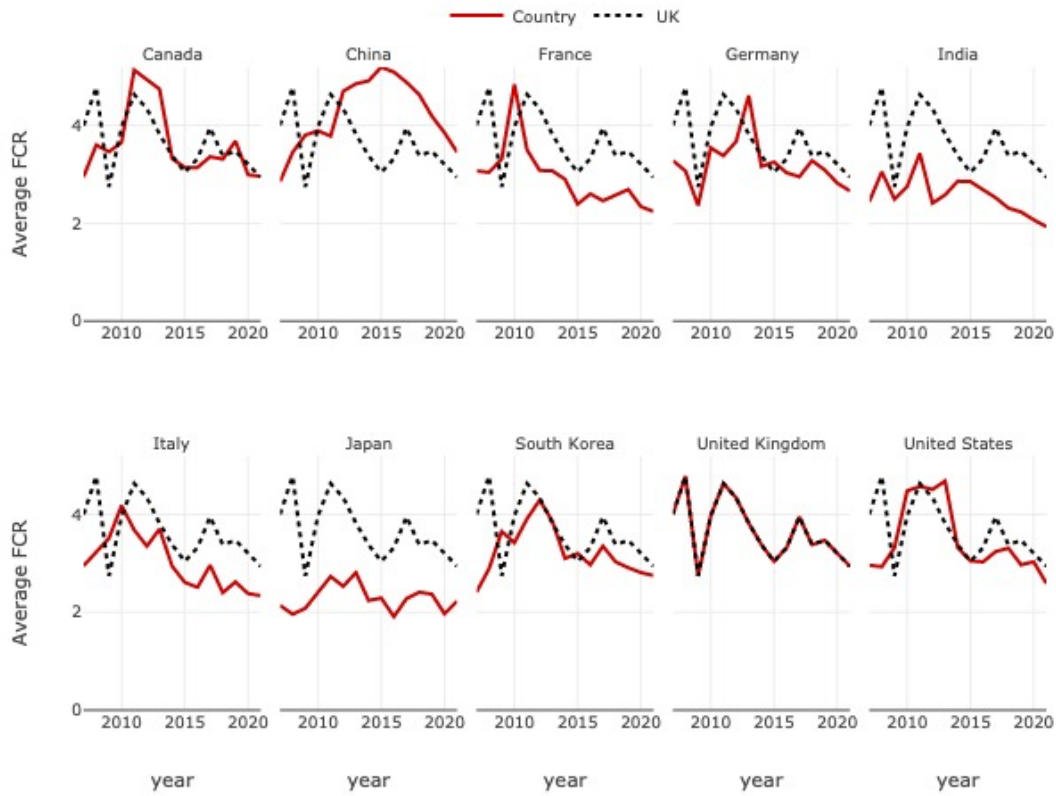 Country UK
Canada China France Germany India
Average FCR
4
2
0
2010 2015 2020 2010 2015 2020 2010 2015 2020 2010 2015 2020 2010 2015 2020
Italy Japan South Korea United Kingdom United States
Average FCR
4
2
0
2010 2015 2020 2010 2015 2020 2010 2015 2020 2010 2015 2020 2010 2015 2020
year year year year year